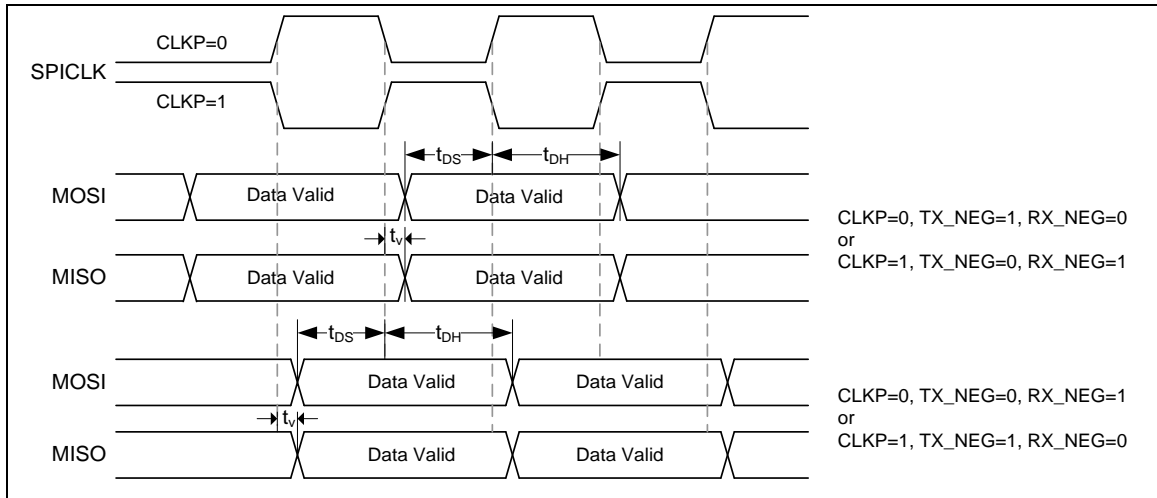 CLKP=0
SPICLK
CLKP=1
tDS tDH
MOSI Data Valid Data Valid
tv
MISO Data Valid Data Valid
CLKP=0, TX_NEG=1, RX_NEG=0
or
CLKP=1, TX_NEG=0, RX_NEG=1
tDS tDH
MOSI Data Valid Data Valid
tv
MISO Data Valid Data Valid
CLKP=0, TX_NEG=0, RX_NEG=1
or
CLKP=1, TX_NEG=1, RX_NEG=0